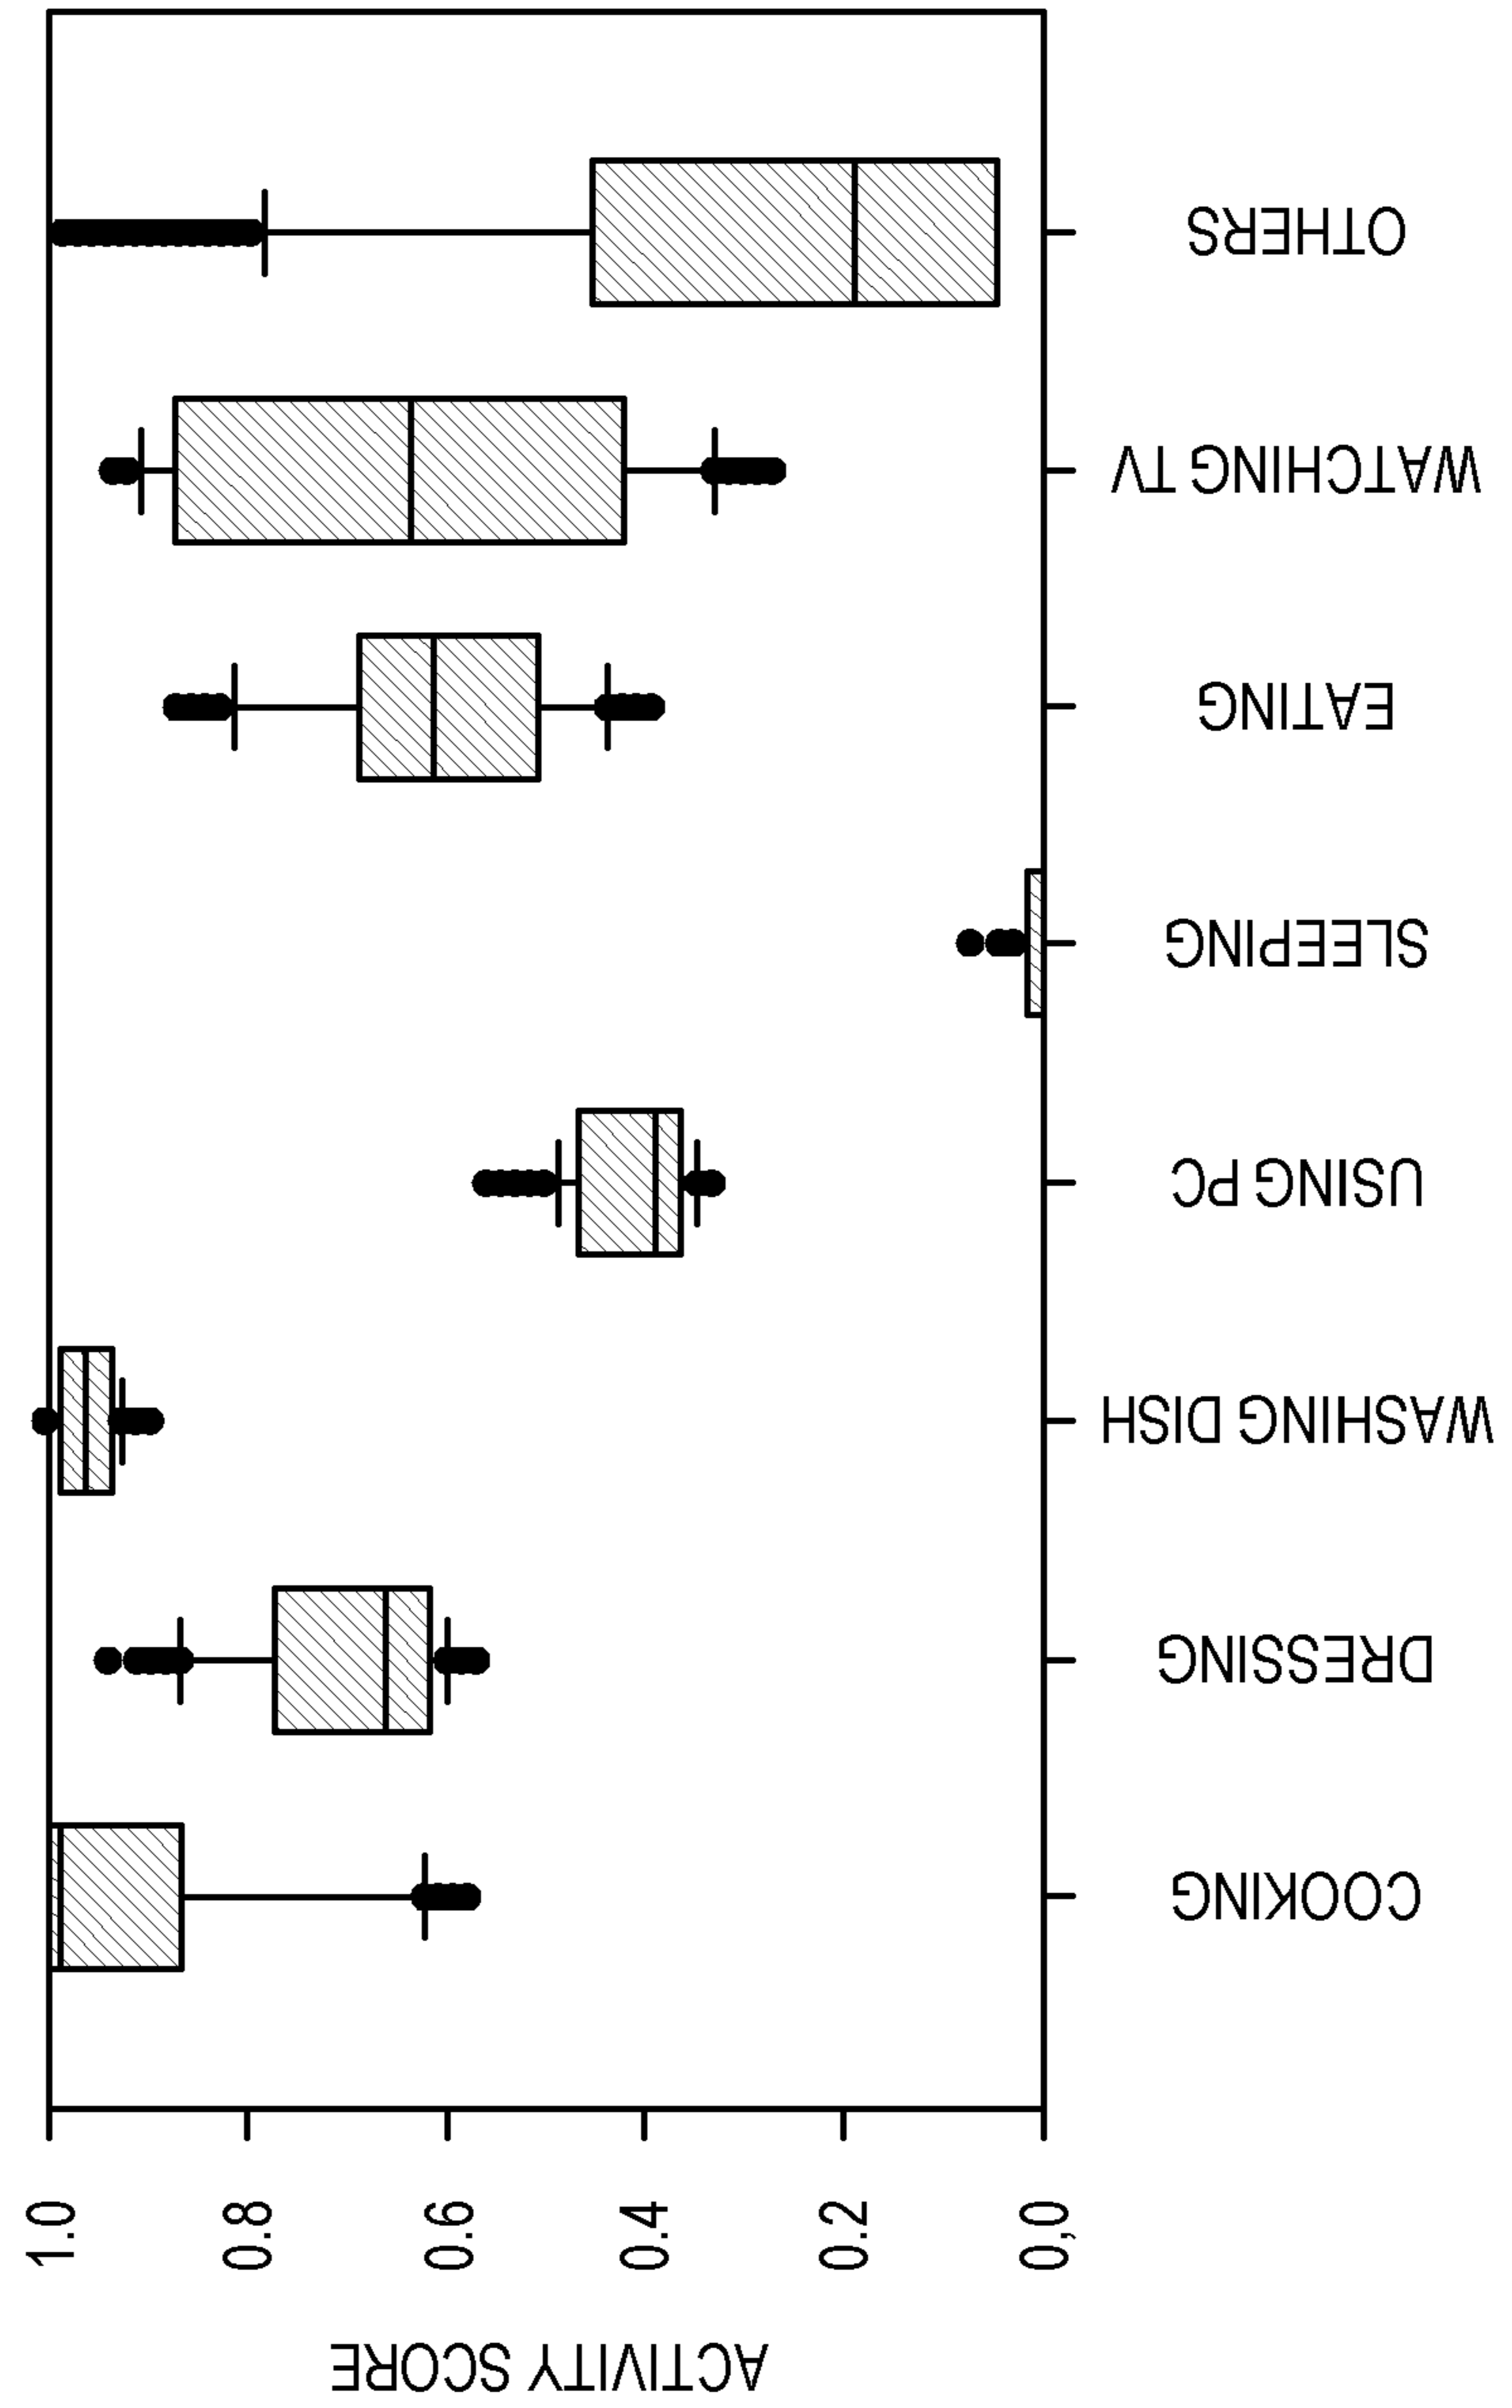 ACTIVITY SCORE
1.0
0.8
0.6
0.4
0.2
0,0
COOKING
DRESSING
WASHING DISH
USING PC
SLEEPING
EATING
WATCHING TV
OTHERS